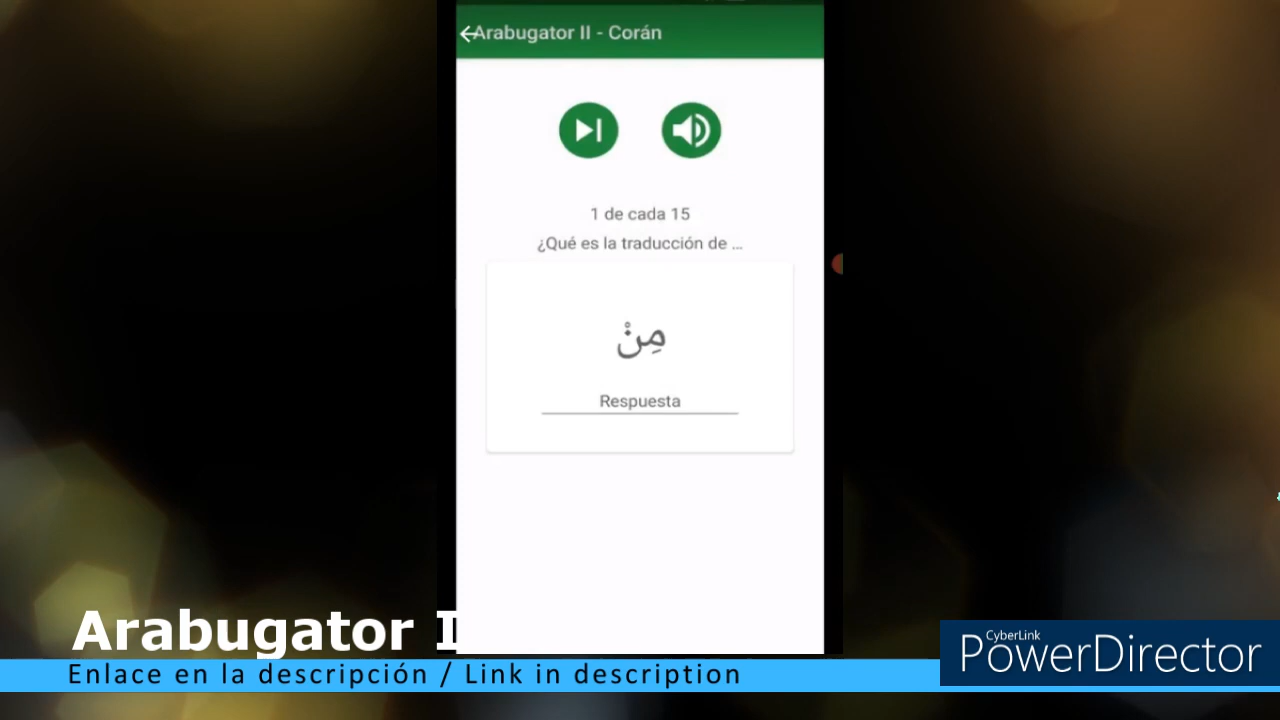 Arabugator II - Corán
1 de cada 15
¿Qué es la traducción de ...
مِنْ
Respuesta
Arabugator I
Enlace en la descripción / Link in description
CyberLink
PowerDirector